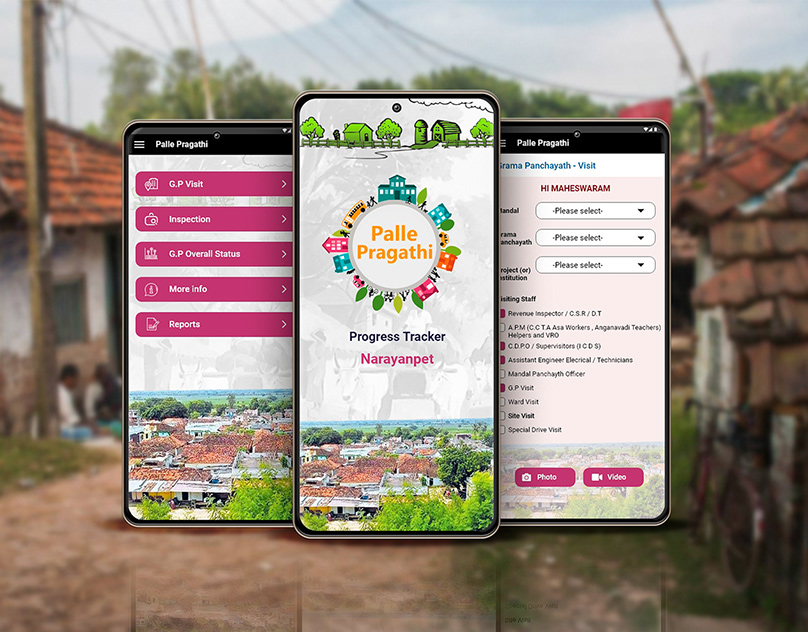 Palle Pragathi
G.P Visit
Inspection
G.P Overall Status
More info
Reports
Palle
Pragathi
Progress Tracker
Narayanpet
Palle Pragathi
Grama Panchayath - Visit
HI MAHESWARAM
Mandal
-Please select-
Grama
Panchayath
-Please select-
Project (or)
Institution
-Please select-
Visiting Staff
Revenue Inspector / C.S.R / D.T
A.P.M (C.C T.A Asa Workers , Anganavadi Teachers)
Helpers and VRO
C.D.P.O / Supervisitors (I C D S)
Assistant Engineer Elecrical / Technicians
Mandal Panchayth Officer
G.P Visit
Ward Visit
Site Visit
Special Drive Visit
Photo
Video